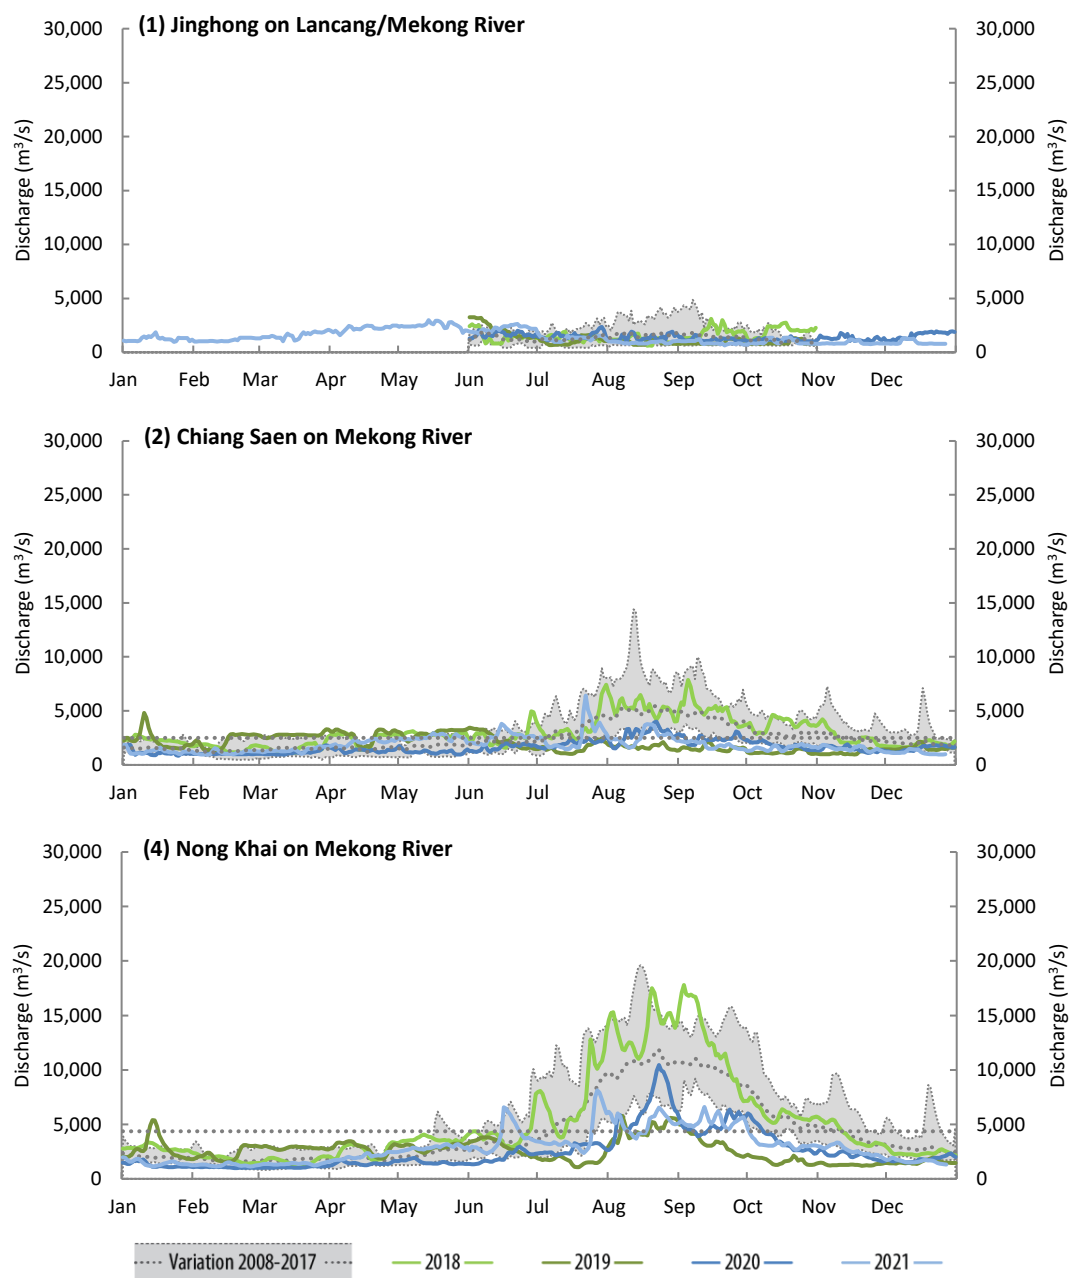 (1) Jinghong on Lancang/Mekong River
30,000 30,000
25,000 25,000
20,000 20,000
15,000 15,000
10,000 10,000
5,000 5,000
0 0
Discharge (m³/s) Discharge (m³/s)
Jan Feb Mar Apr May Jun Jul Aug Sep Oct Nov Dec
(2) Chiang Saen on Mekong River
30,000 30,000
25,000 25,000
20,000 20,000
15,000 15,000
10,000 10,000
5,000 5,000
0 0
Discharge (m³/s) Discharge (m³/s)
Jan Feb Mar Apr May Jun Jul Aug Sep Oct Nov Dec
(4) Nong Khai on Mekong River
30,000 30,000
25,000 25,000
20,000 20,000
15,000 15,000
10,000 10,000
5,000 5,000
0 0
Discharge (m³/s) Discharge (m³/s)
Jan Feb Mar Apr May Jun Jul Aug Sep Oct Nov Dec
Variation 2008-2017 2018 2019 2020 2021